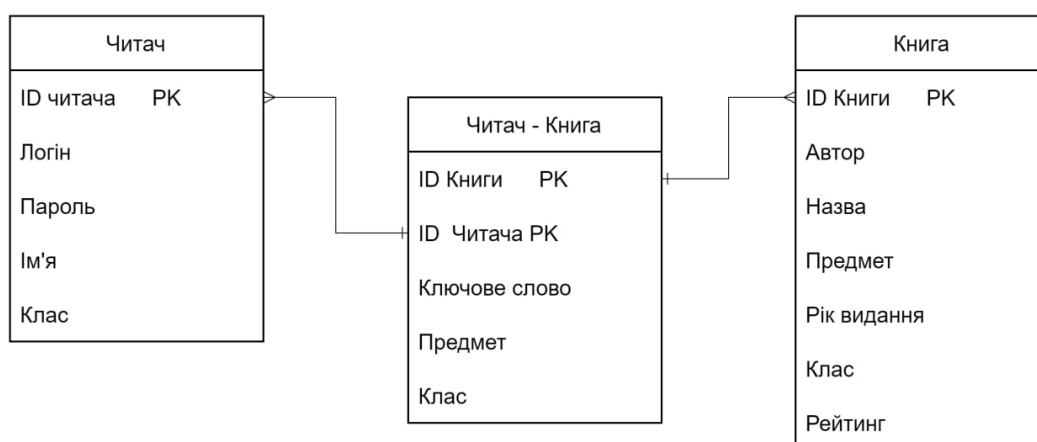 Читач
ID читача PK
Логін
Пароль
Ім'я
Клас
Читач - Книга
ID Книги PK
ID Читача PK
Ключове слово
Предмет
Клас
Книга
ID Книги PK
Автор
Назва
Предмет
Рік видання
Клас
Рейтинг